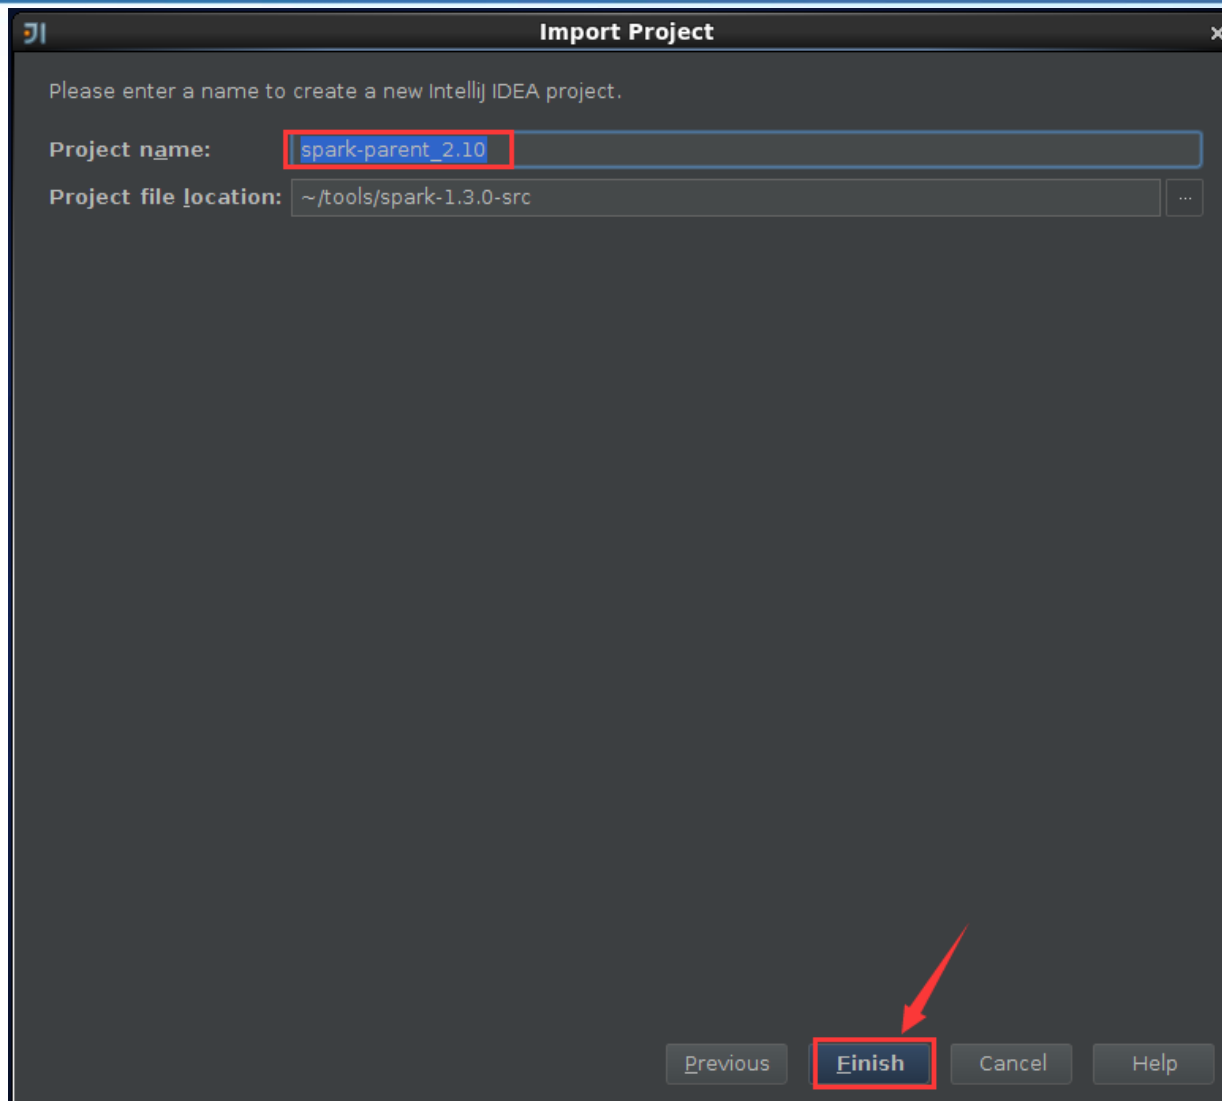 Import Project
Please enter a name to create a new IntelliJ IDEA project.
Project name: spark-parent_2.10
Project file location: ~/tools/spark-1.3.0-src ...
Previous Finish Cancel Help